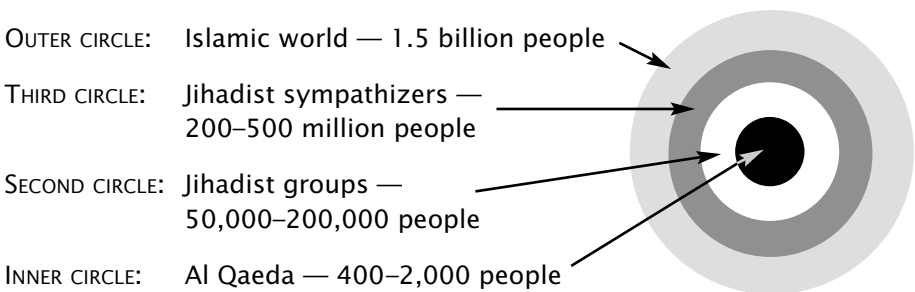 OUTER CIRCLE: Islamic world — 1.5 billion people
THIRD CIRCLE: Jihadist sympathizers —
200–500 million people
SECOND CIRCLE: Jihadist groups —
50,000–200,000 people
INNER CIRCLE: Al Qaeda — 400–2,000 people